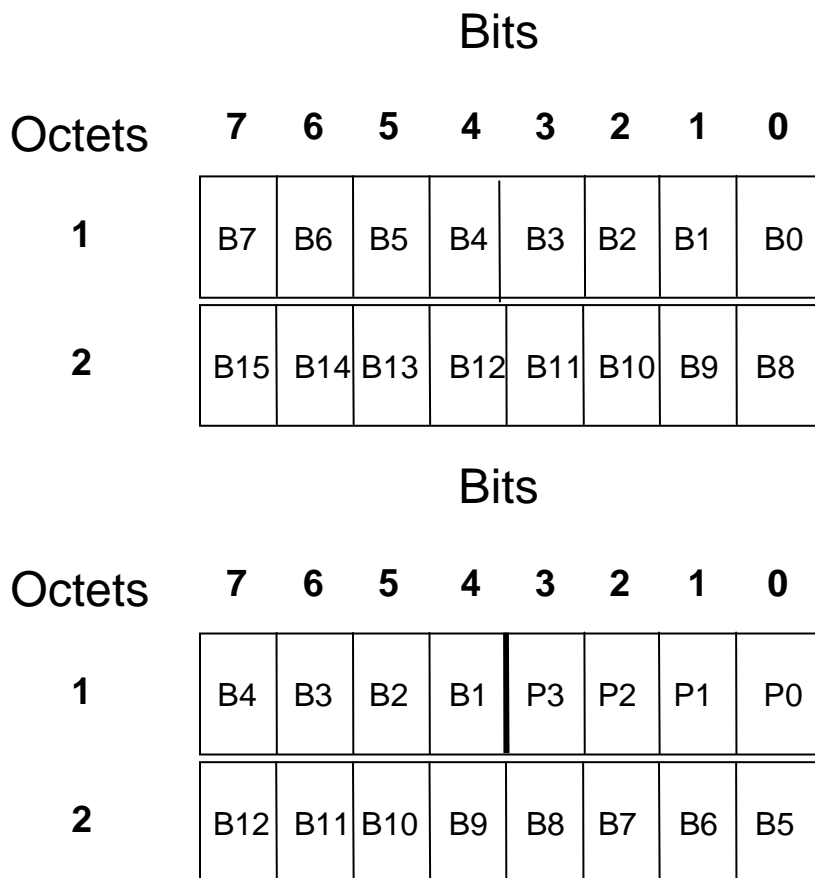 Bits
Octets 7 6 5 4 3 2 1 0
1 B7 B6 B5 B4 B3 B2 B1 B0
2 B15 B14 B13 B12 B11 B10 B9 B8
Bits
Octets 7 6 5 4 3 2 1 0
1 B4 B3 B2 B1 P3 P2 P1 P0
2 B12 B11 B10 B9 B8 B7 B6 B5